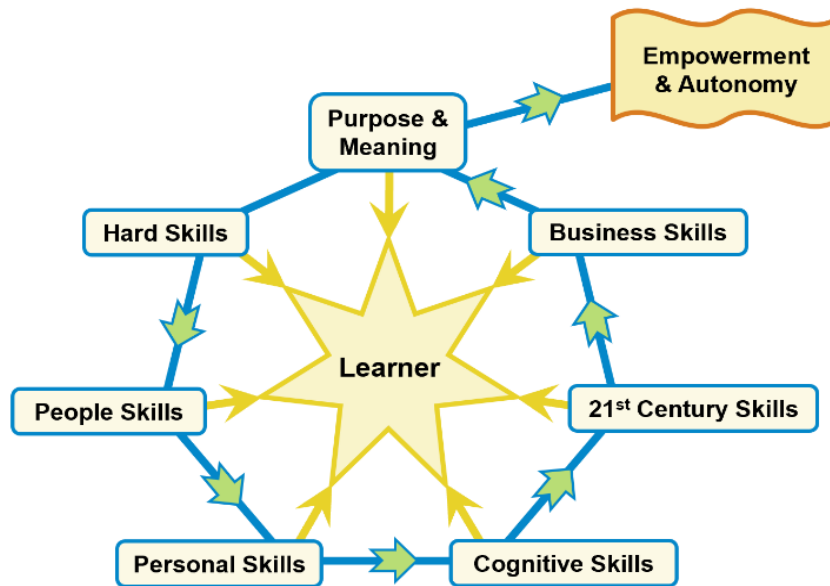 Empowerment
& Autonomy
Purpose &
Meaning
Hard Skills
Business Skills
Learner
People Skills
21st Century Skills
Personal Skills
Cognitive Skills